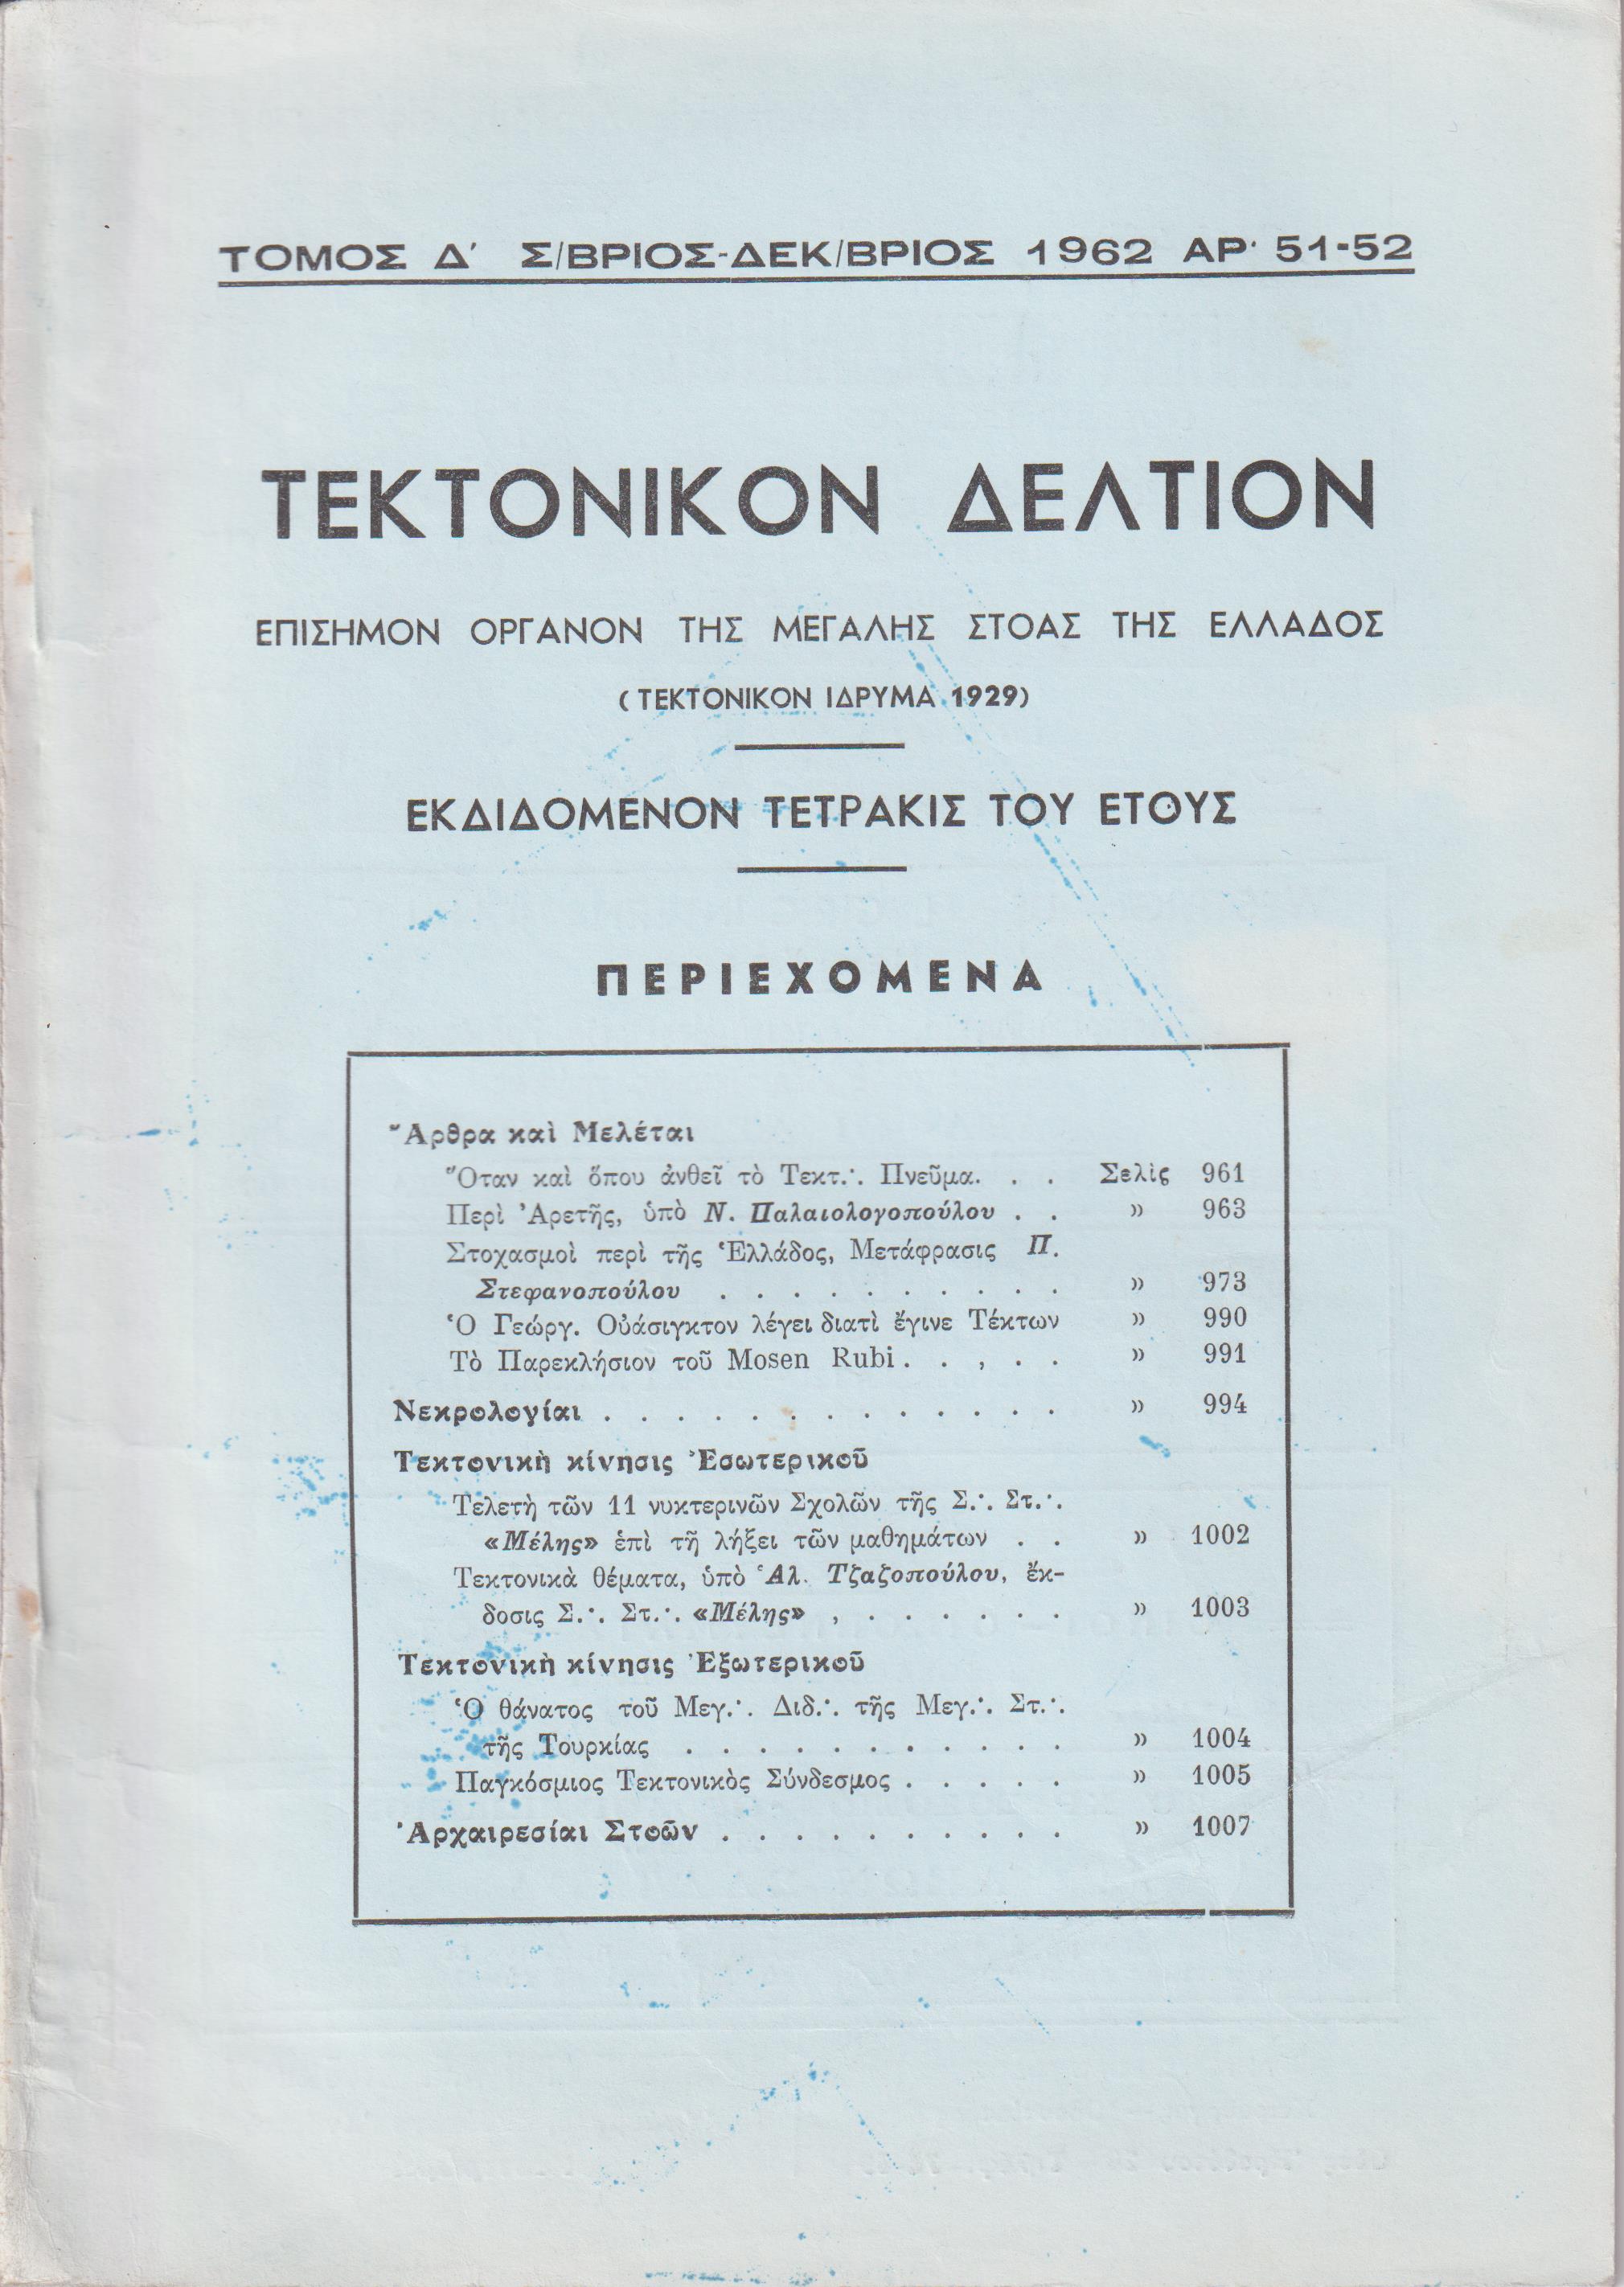 ΤΟΜΟΣ Δ′ Σ/ΒΡΙΟΣ-ΔΕΚ/ΒΡΙΟΣ 1962 ΑΡ· 51-52
ΤΕΚΤΟΝΙΚΟΝ ΔΕΛΤΙΟΝ
ΕΠΙΣΗΜΟΝ ΟΡΓΑΝΟΝ ΤΗΣ ΜΕΓΑΛΗΣ ΣΤΟΑΣ ΤΗΣ ΕΛΛΑΔΟΣ
(ΤΕΚΤΟΝΙΚΟΝ ΙΔΡΥΜΑ 1929)
ΕΚΔΙΔΟΜΕΝΟΝ ΤΕΤΡΑΚΙΣ ΤΟΥ ΕΤΟΥΣ
ΠΕΡΙΕΧΟΜΕΝΑ
Ἄρθρα καὶ Μελέται
Ὅταν καὶ ὅπου ἀνθεῖ τὸ Τεκτ.·. Πνεῦμα. . . Σελὶς 961
Περὶ Ἀρετῆς, ὑπὸ Ν. Παλαιολογοπούλου . . » 963
Στοχασμοὶ περὶ τῆς Ἑλλάδος, Μετάφρασις Π.
Στεφανοπούλου . . . . . . . . . . » 973
Ὁ Γεώργ. Οὐάσιγκτον λέγει διατὶ ἔγινε Τέκτων » 990
Τὸ Παρεκλήσιον τοῦ Mosen Rubi . . , . . » 991
Νεκρολογίαι . . . . . . . . . . . . . » 994
Τεκτονικὴ κίνησις Ἐσωτερικοῦ
Τελετὴ τῶν 11 νυκτερινῶν Σχολῶν τῆς Σ.·. Στ.·.
«Μέλης» ἐπὶ τῇ λήξει τῶν μαθημάτων . . » 1002
Τεκτονικὰ θέματα, ὑπὸ Ἁλ. Τζαζοπούλου, ἔκ-
δοσις Σ.·. Στ.·. «Μέλης» , . . . . . . » 1003
Τεκτονικὴ κίνησις Ἐξωτερικοῦ
Ὁ θάνατος τοῦ Μεγ.·. Διδ.·. τῆς Μεγ.·. Στ.·.
τῆς Τουρκίας . . . . . . . . . . . » 1004
Παγκόσμιος Τεκτονικὸς Σύνδεσμος . . . . . » 1005
Ἀρχαιρεσίαι Στοῶν . . . . . . . . . . » 1007